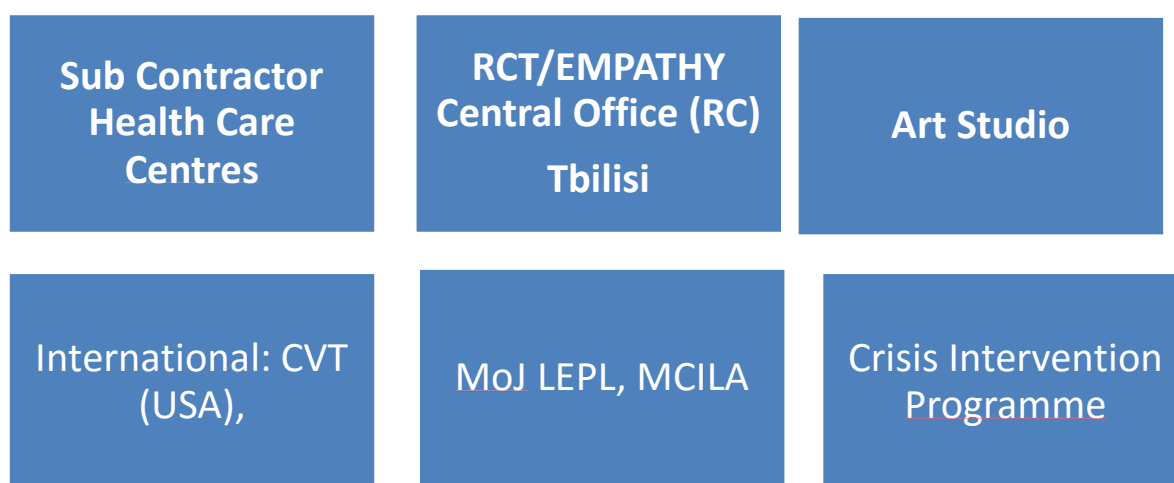 Sub Contractor
Health Care
Centres
RCT/EMPATHY
Central Office (RC)
Tbilisi
Art Studio
International: CVT
(USA),
MoJ LEPL, MCILA
Crisis Intervention
Programme